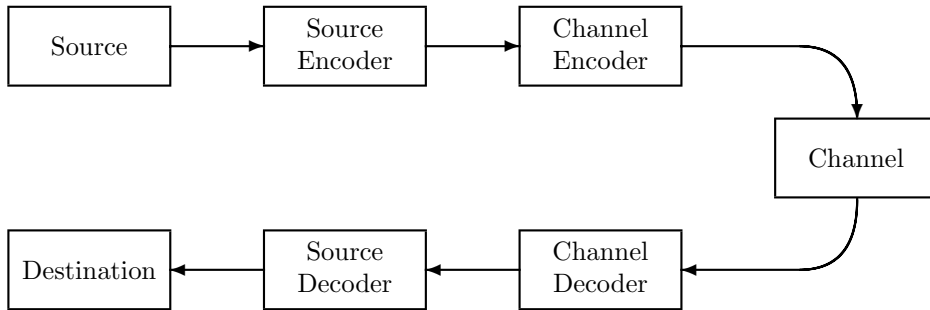 Source
Source
Encoder
Channel
Encoder
Channel
Channel
Decoder
Source
Decoder
Destination